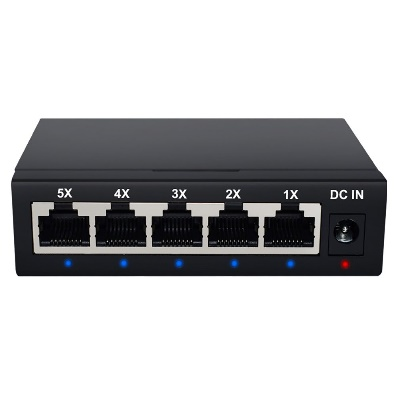 5X 4X 3X 2X 1X DC IN